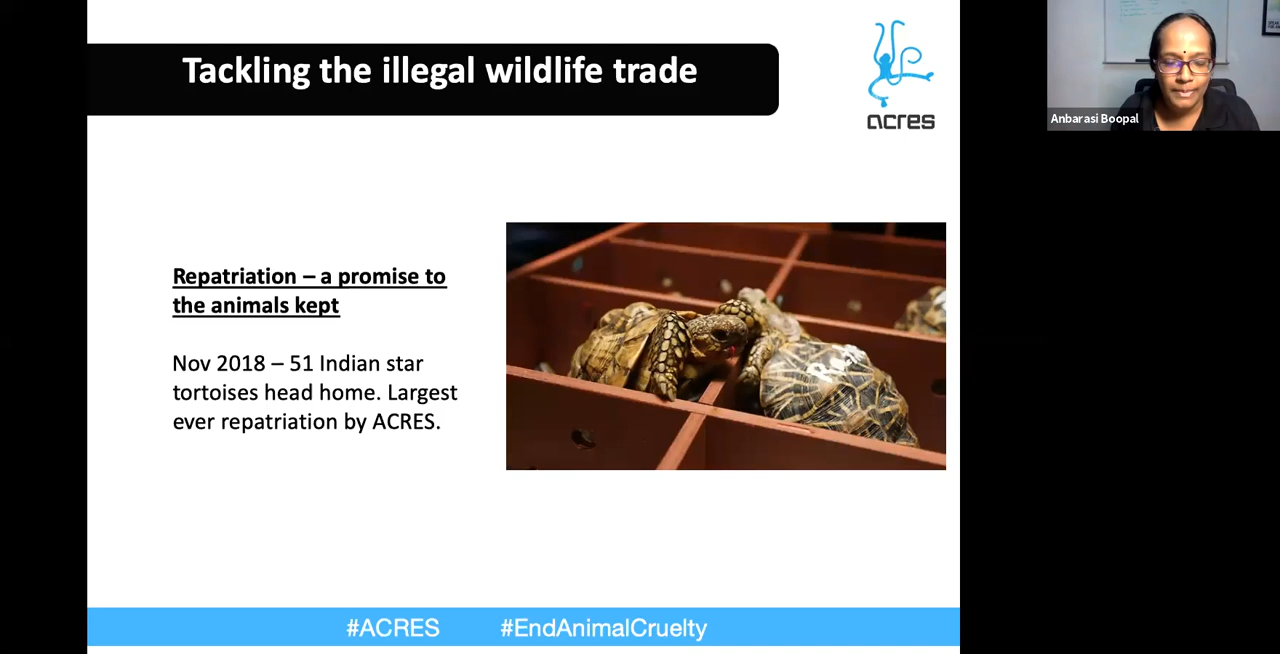 Tackling the illegal wildlife trade
acres
Anbarasi Boopal
Repatriation – a promise to
the animals kept
Nov 2018 – 51 Indian star
tortoises head home. Largest
ever repatriation by ACRES.
#ACRES #EndAnimalCruelty